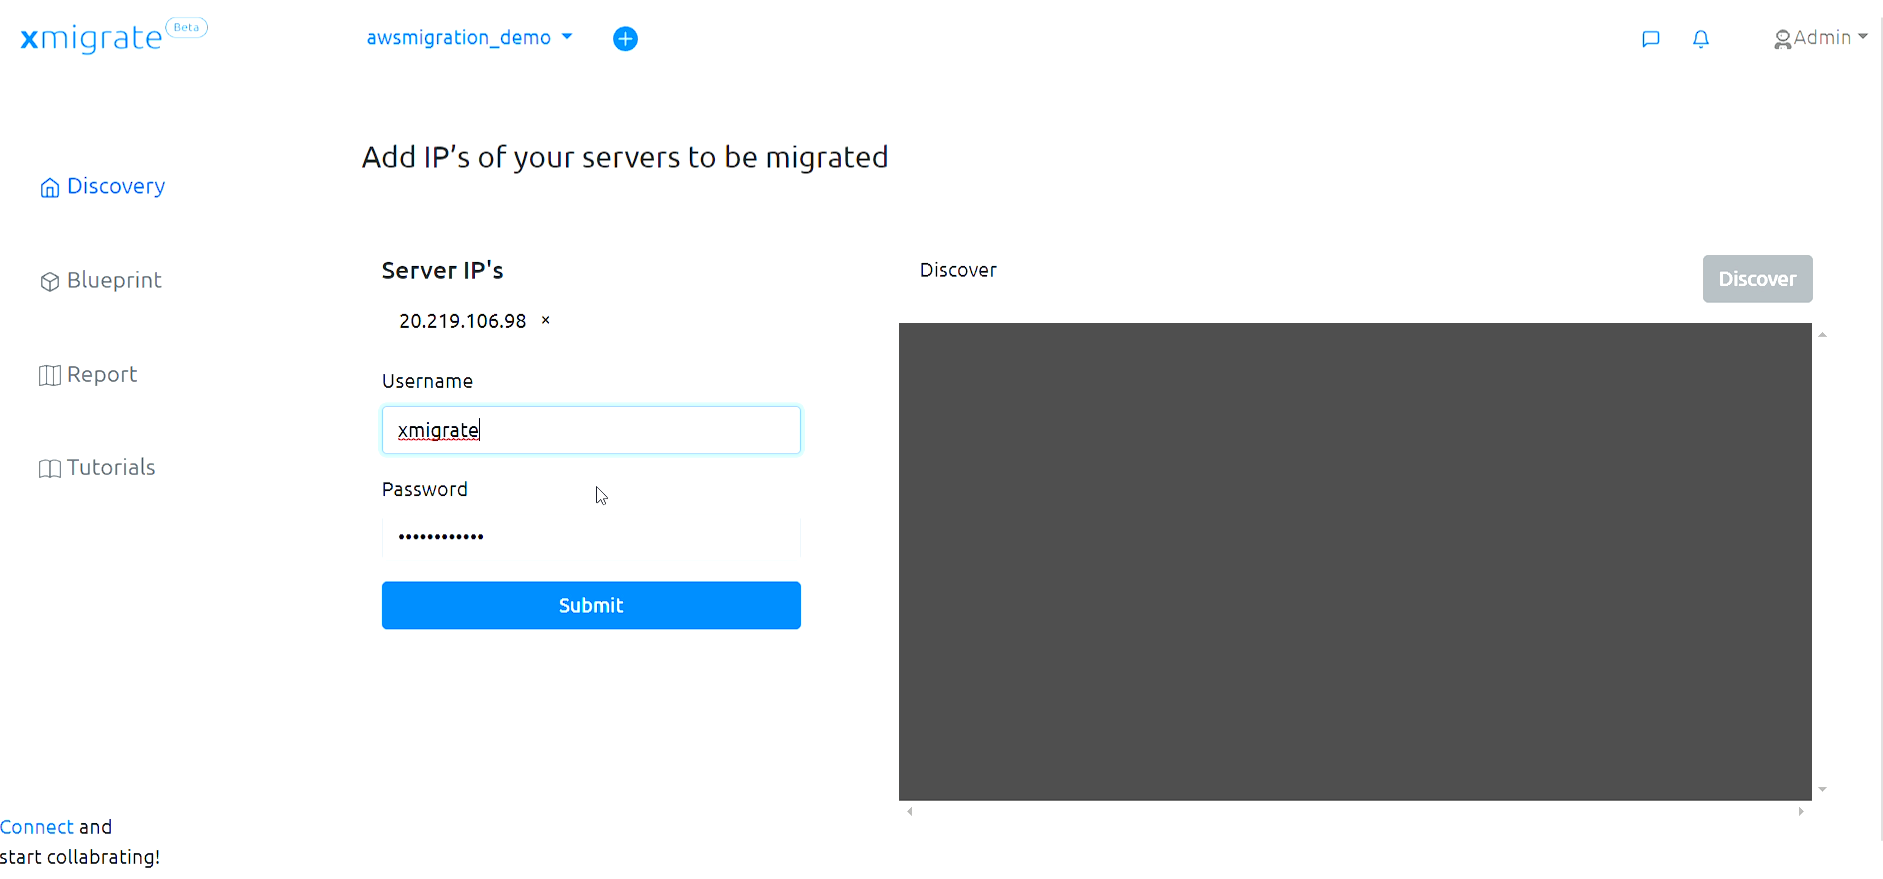 xmigrate Beta
awsmigration_demo
Admin
Add IP’s of your servers to be migrated
Discovery
Blueprint
Report
Tutorials
Server IP's
20.219.106.98 ×
Username
xmigrate
Password
••••••••••••
Submit
Discover
Discover
Connect and
start collabrating!